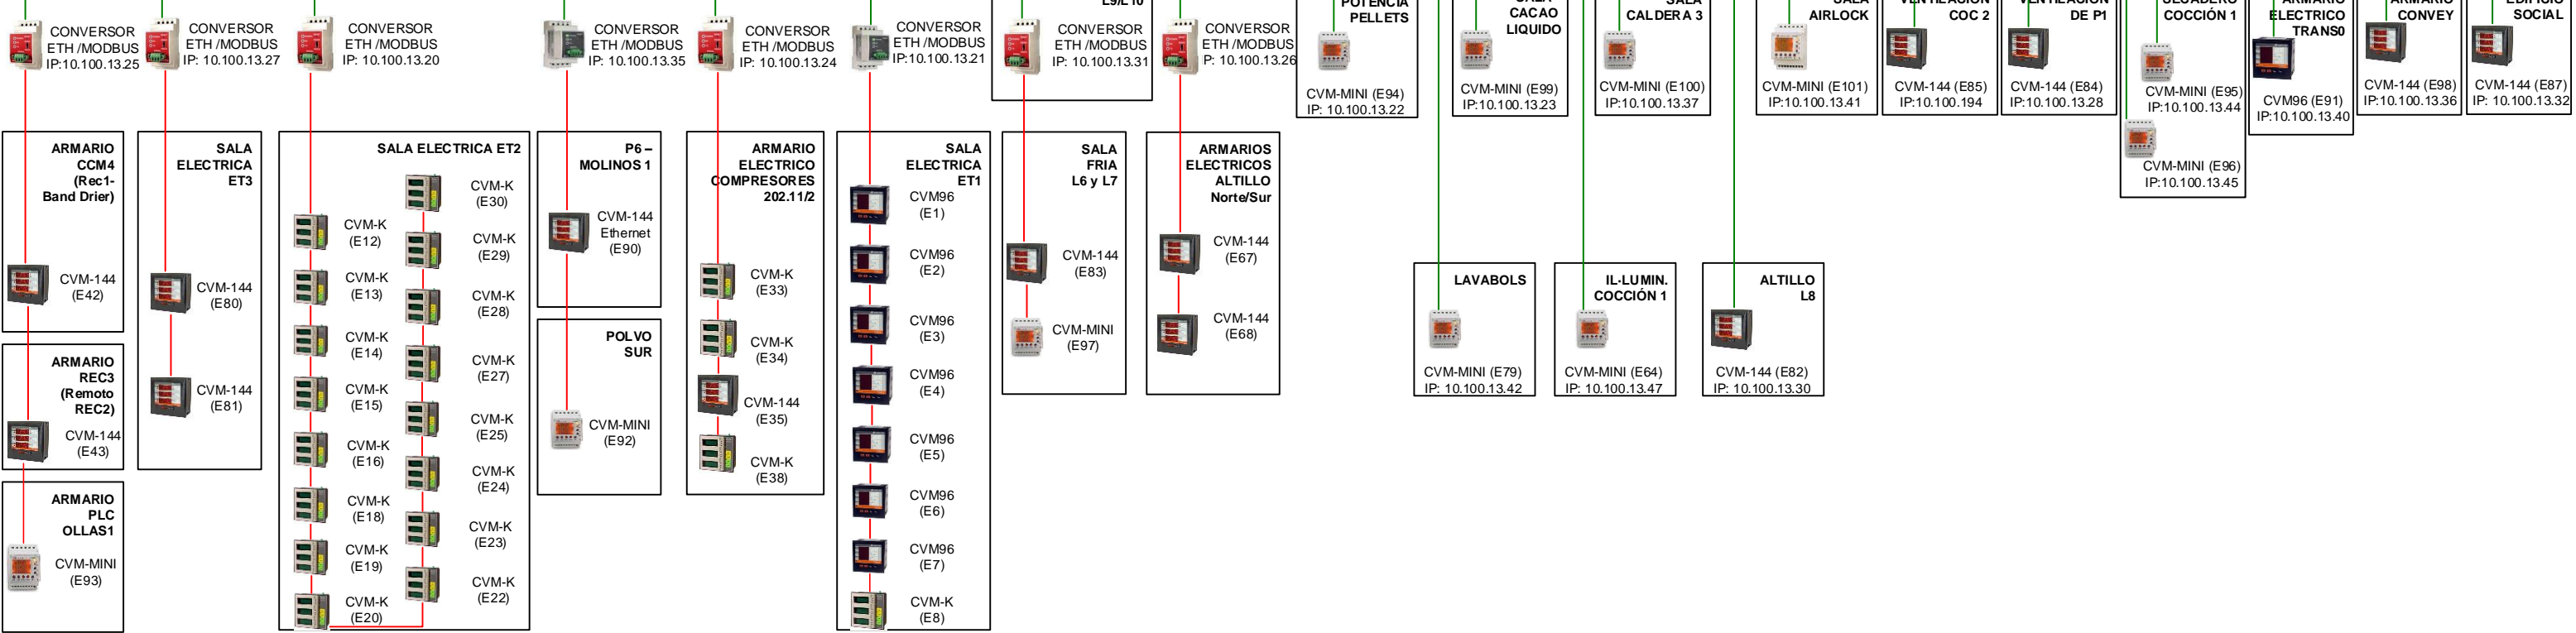 CONVERSOR
ETH /MODBUS
IP:10.100.13.25
CONVERSOR
ETH /MODBUS
IP: 10.100.13.27
CONVERSOR
ETH /MODBUS
IP: 10.100.13.20
CONVERSOR
ETH /MODBUS
IP: 10.100.13.35
CONVERSOR
ETH /MODBUS
IP: 10.100.13.24
CONVERSOR
ETH /MODBUS
IP:10.100.13.21
L9/L10
CONVERSOR
ETH /MODBUS
IP: 10.100.13.31
CONVERSOR
ETH /MODBUS
P: 10.100.13.26
POTENCIA
PELLETS
CVM-MINI (E94)
IP: 10.100.13.22
SALA
CACAO
LIQUIDO
CVM-MINI (E99)
IP:10.100.13.23
SALA
CALDERA 3
CVM-MINI (E100)
IP:10.100.13.37
SALA
AIRLOCK
CVM-MINI (E101)
IP:10.100.13.41
VENTILACION
COC 2
CVM-144 (E85)
IP:10.100.194
VENTILACION
DE P1
CVM-144 (E84)
IP:10.100.13.28
SECADERO
COCCIÓN 1
CVM-MINI (E95)
IP:10.100.13.44
CVM-MINI (E96)
IP:10.100.13.45
ARMARIO
ELECTRICO
TRANS0
CVM96 (E91)
IP:10.100.13.40
ARMARIO
CONVEY
CVM-144 (E98)
IP:10.100.13.36
EDIFICIO
SOCIAL
CVM-144 (E87)
IP: 10.100.13.32
ARMARIO
CCM4
(Rec1-
Band Drier)
CVM-144
(E42)
ARMARIO
REC3
(Remoto
REC2)
CVM-144
(E43)
ARMARIO
PLC
OLLAS1
CVM-MINI
(E93)
SALA
ELECTRICA
ET3
CVM-144
(E80)
CVM-144
(E81)
SALA ELECTRICA ET2
CVM-K
(E12)
CVM-K
(E13)
CVM-K
(E14)
CVM-K
(E15)
CVM-K
(E16)
CVM-K
(E18)
CVM-K
(E19)
CVM-K
(E20)
CVM-K
(E30)
CVM-K
(E29)
CVM-K
(E28)
CVM-K
(E27)
CVM-K
(E25)
CVM-K
(E24)
CVM-K
(E23)
CVM-K
(E22)
P6 –
MOLINOS 1
CVM-144
Ethernet
(E90)
POLVO
SUR
CVM-MINI
(E92)
ARMARIO
ELECTRICO
COMPRESORES
202.11/2
CVM-K
(E33)
CVM-K
(E34)
CVM-144
(E35)
CVM-K
(E38)
SALA
ELECTRICA
ET1
CVM96
(E1)
CVM96
(E2)
CVM96
(E3)
CVM96
(E4)
CVM96
(E5)
CVM96
(E6)
CVM96
(E7)
CVM-K
(E8)
SALA
FRIA
L6 y L7
CVM-144
(E83)
CVM-MINI
(E97)
ARMARIOS
ELECTRICOS
ALTILLO
Norte/Sur
CVM-144
(E67)
CVM-144
(E68)
LAVABOLS
CVM-MINI (E79)
IP: 10.100.13.42
IL·LUMIN.
COCCIÓN 1
CVM-MINI (E64)
IP: 10.100.13.47
ALTILLO
L8
CVM-144 (E82)
IP: 10.100.13.30